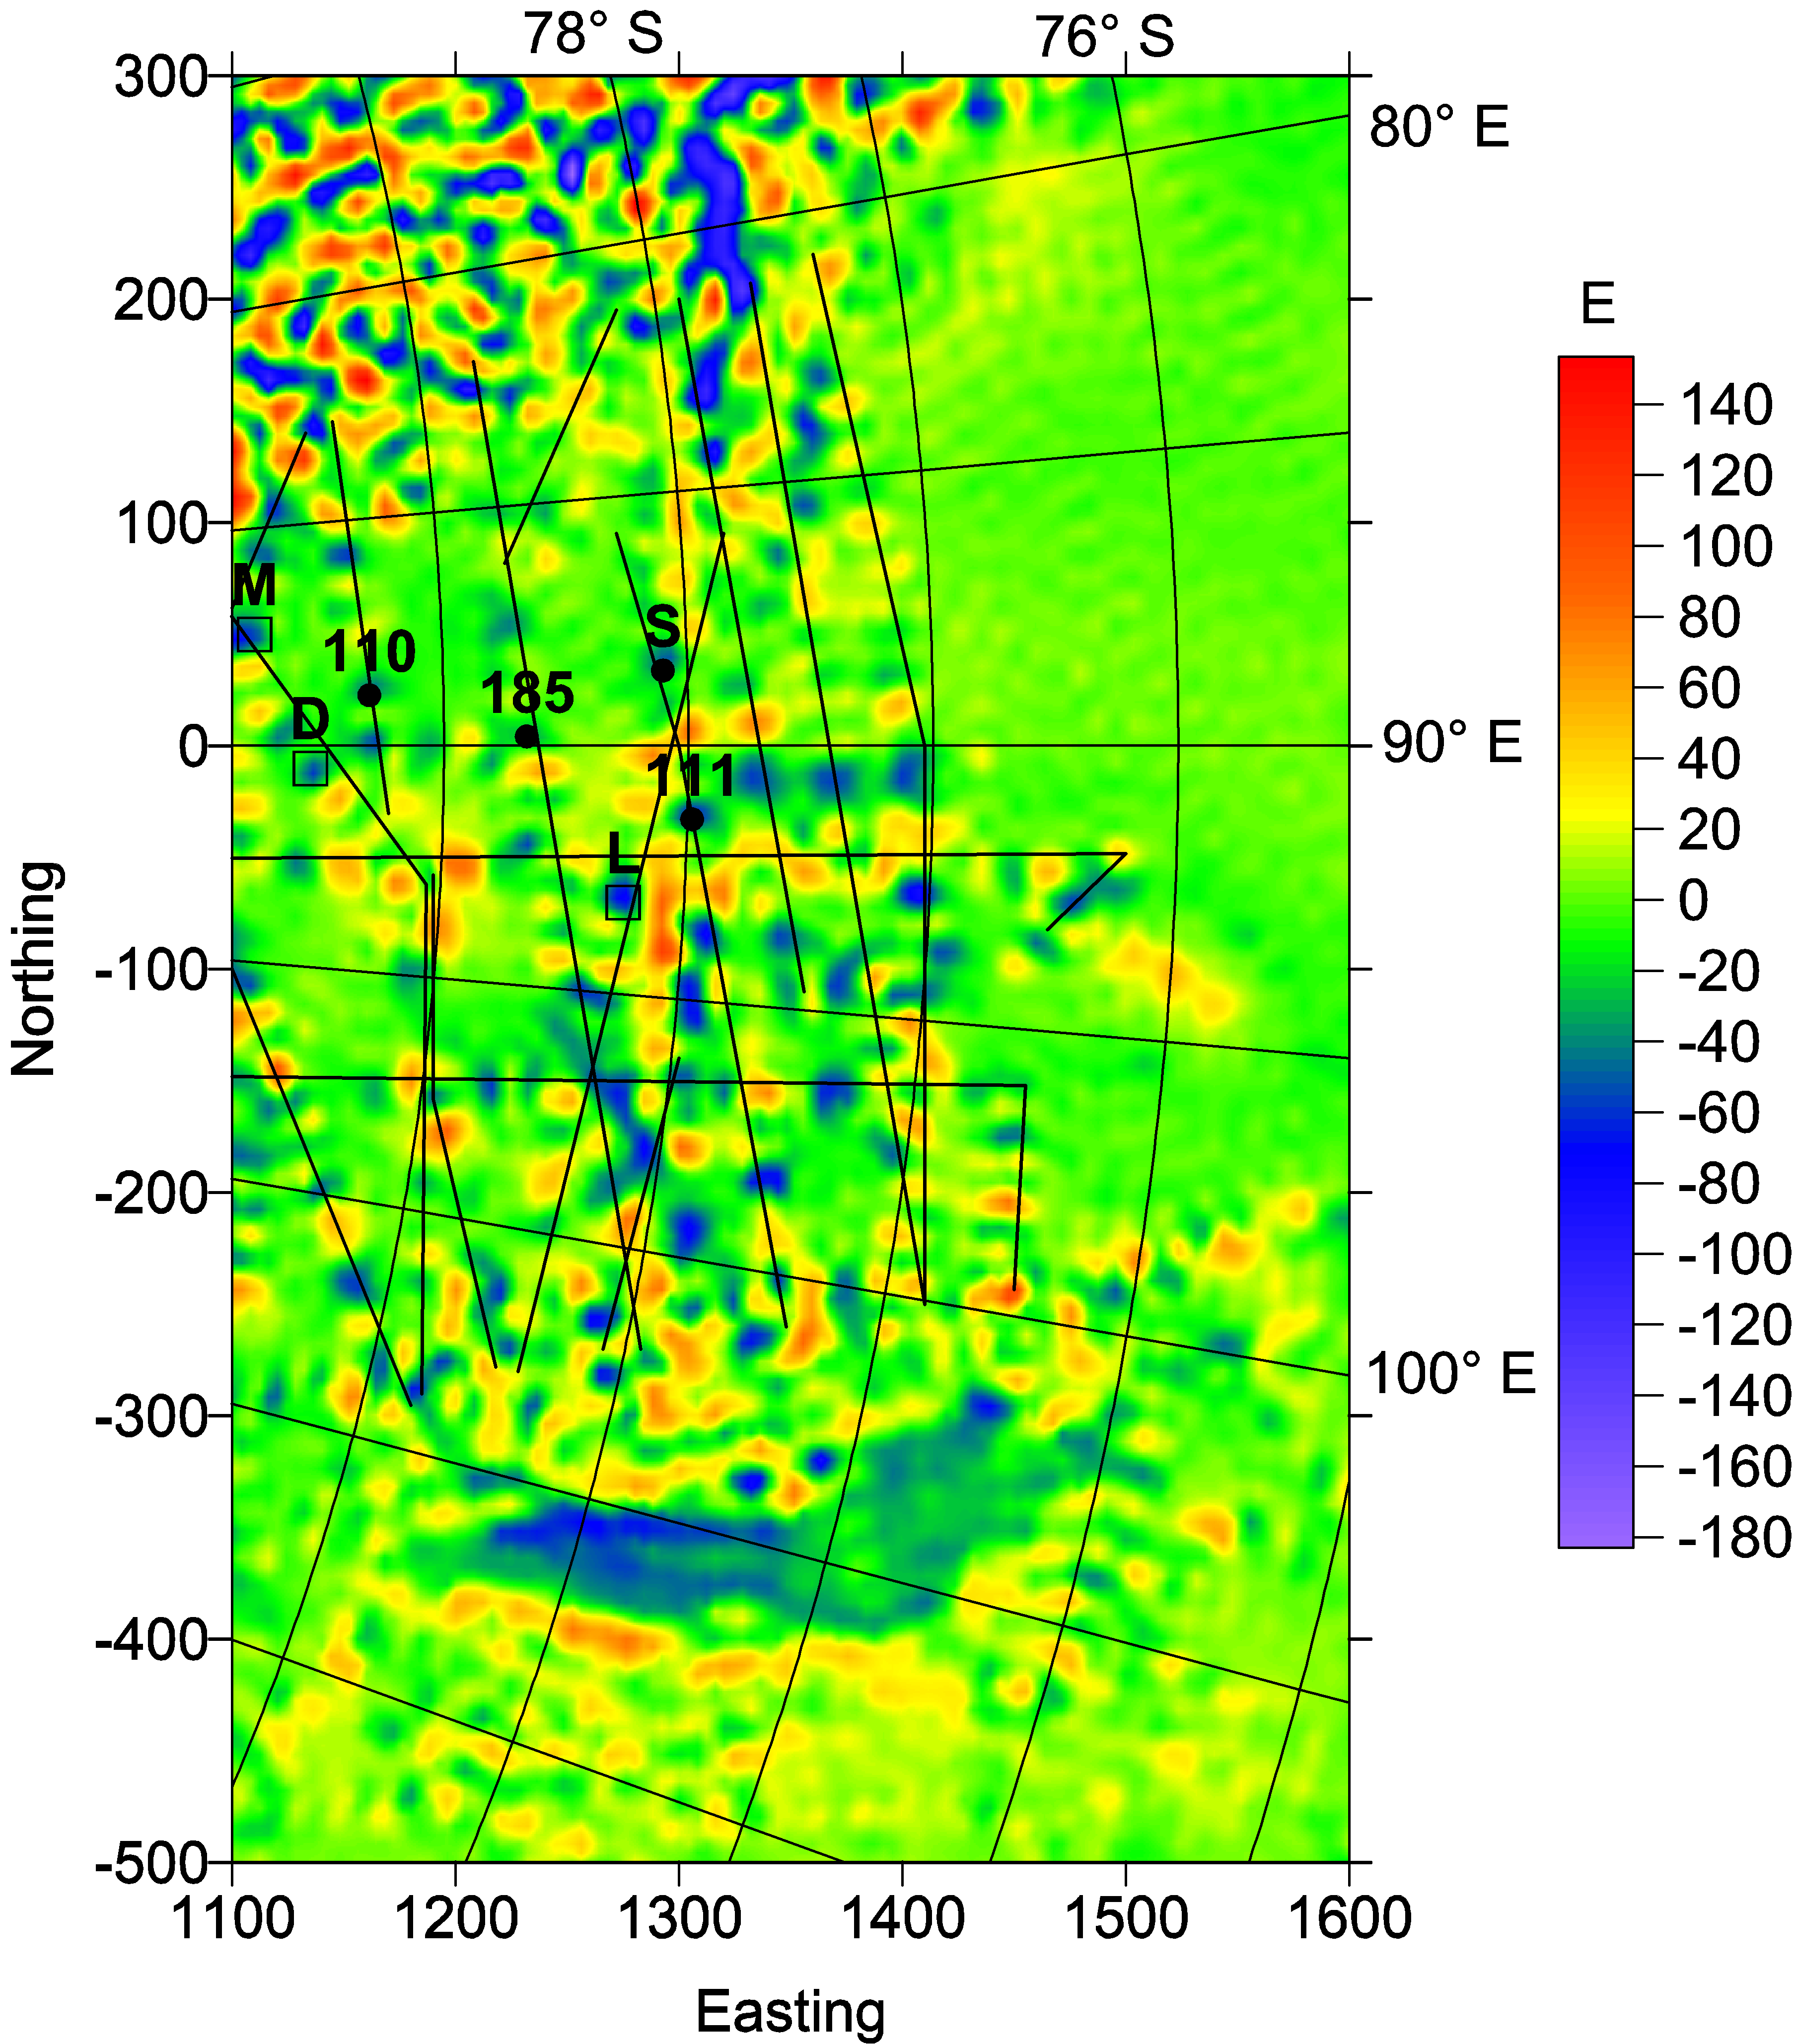 78° S
76° S
300
200
100
0
-100
-200
-300
-400
-500
Northing
80° E
90° E
100° E
M
110
S
D
185
111
L
1100
1200
1300
1400
1500
1600
Easting
E
140
120
100
80
60
40
20
0
-20
-40
-60
-80
-100
-120
-140
-160
-180